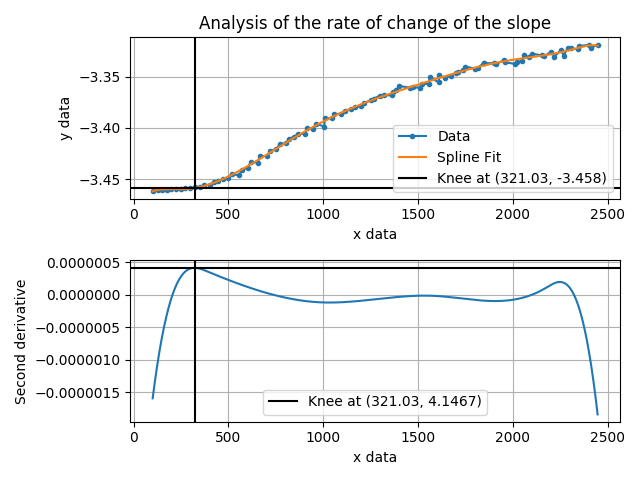 Analysis of the rate of change of the slope
−3.35
−3.40
−3.45
y data
Data
Spline Fit
Knee at (321.03, -3.458)
0 500 1000 1500 2000 2500
x data
0.0000005
0.0000000
−0.0000005
−0.0000010
−0.0000015
Second derivative
Knee at (321.03, 4.1467)
0 500 1000 1500 2000 2500
x data